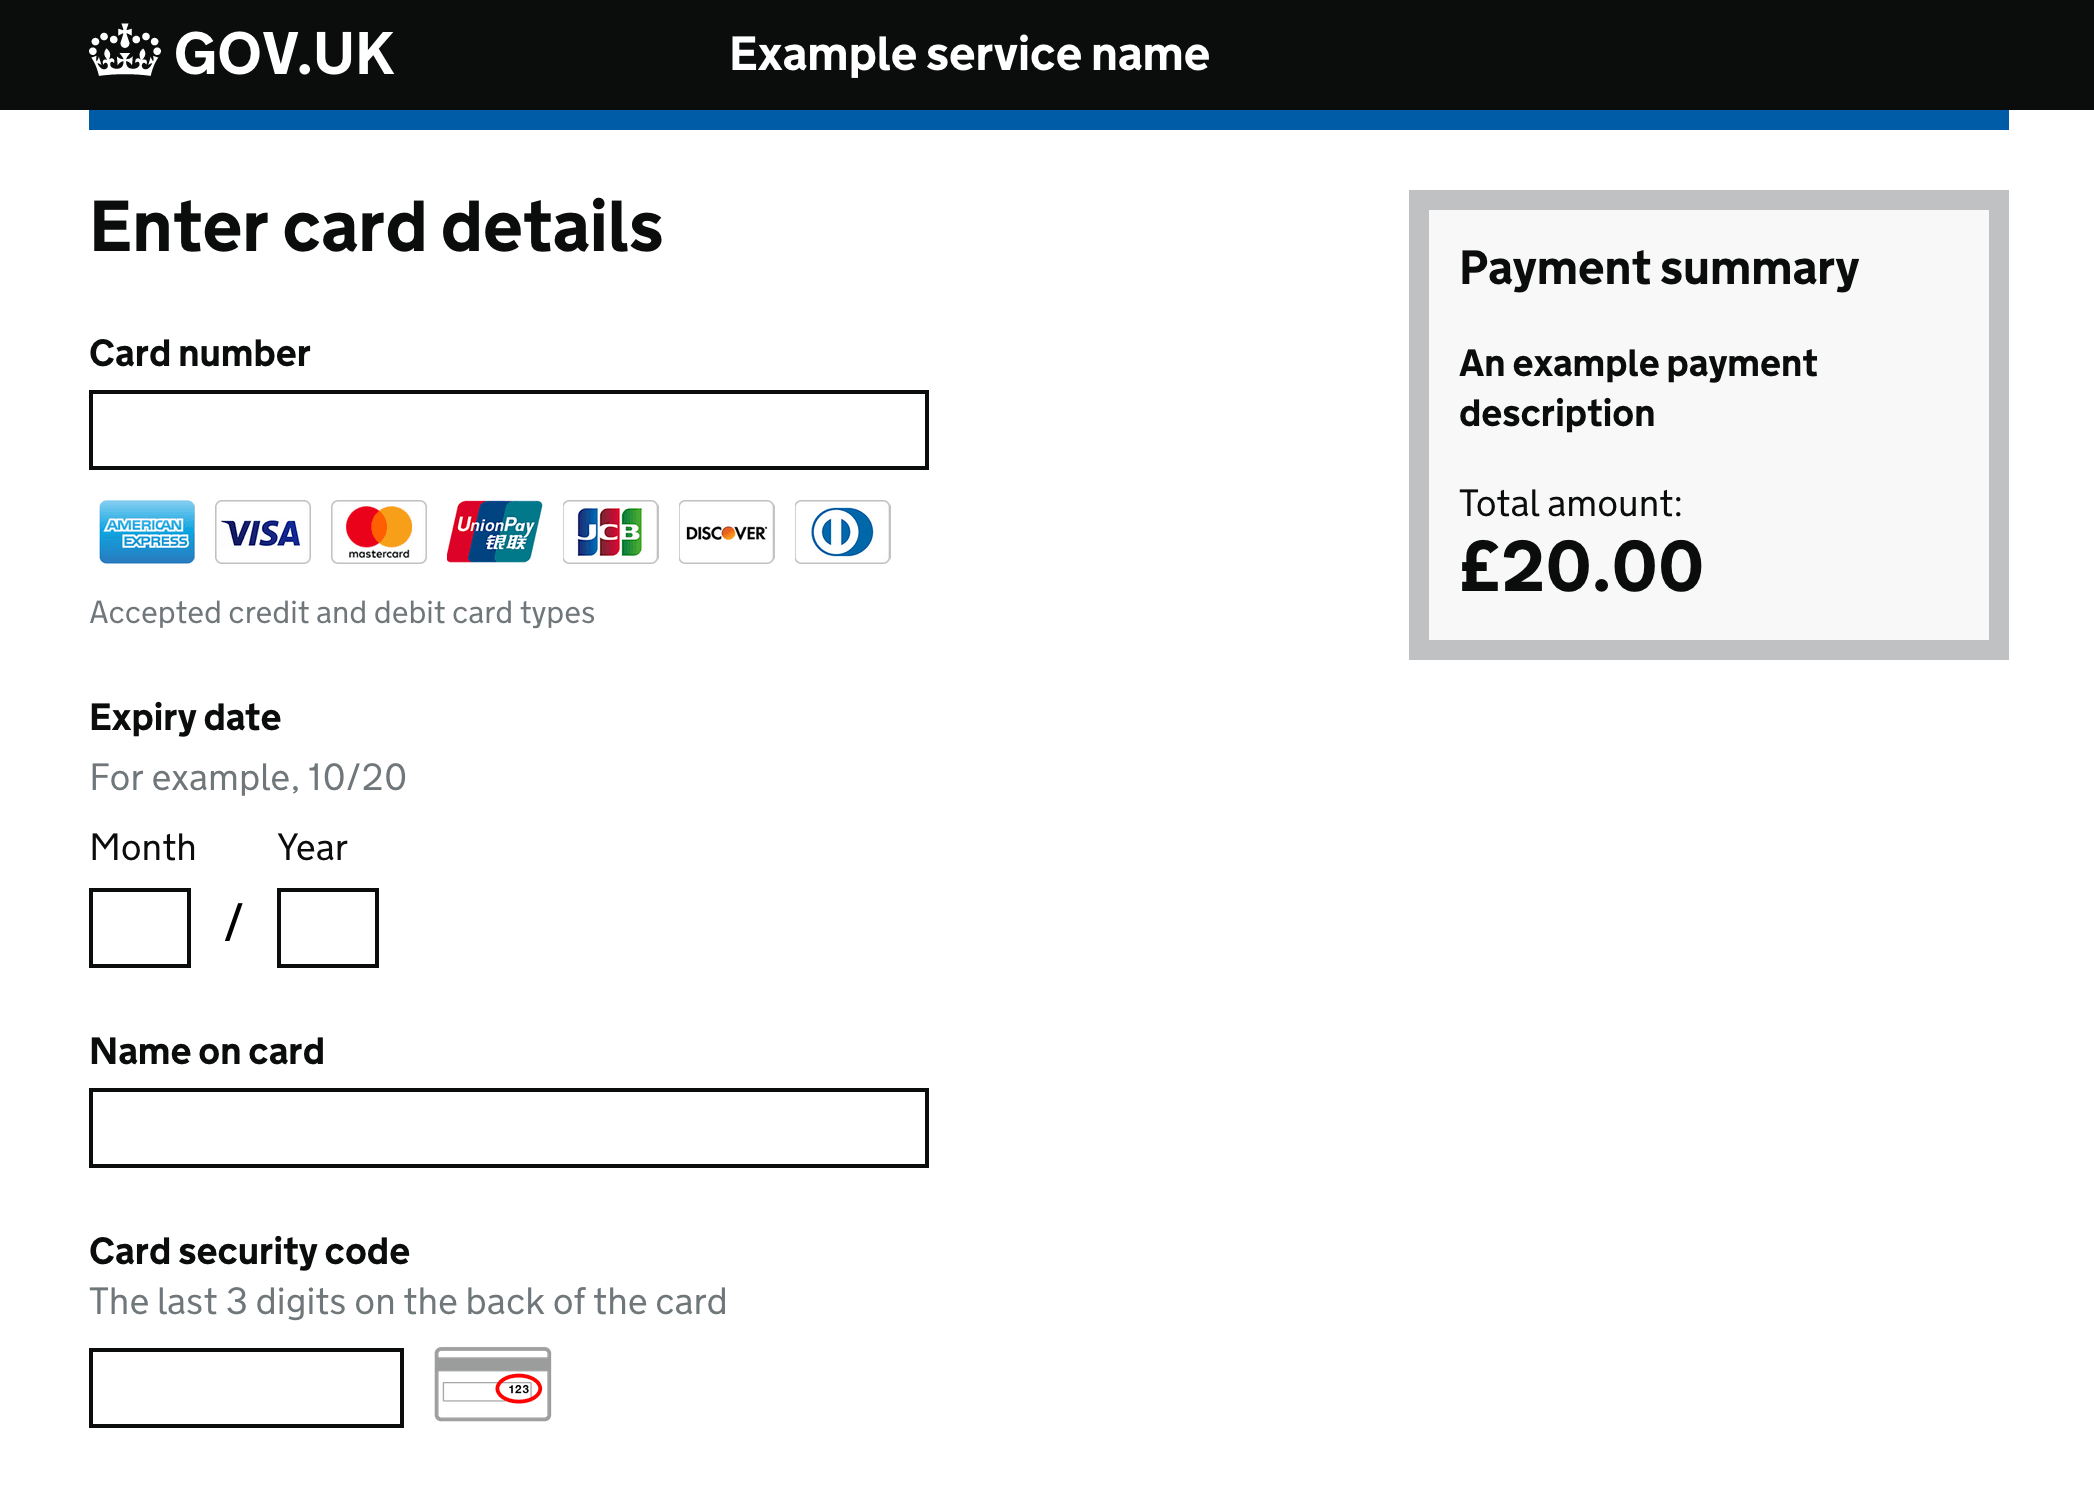 GOV.UK
Example service name
Enter card details
Card number
AMERICAN EXPRESS
VISA
mastercard
UnionPay
银联
JCB
DISCOVER
Accepted credit and debit card types
Expiry date
For example, 10/20
Month Year
/
Name on card
Card security code
The last 3 digits on the back of the card
123
Payment summary
An example payment
description
Total amount:
£20.00